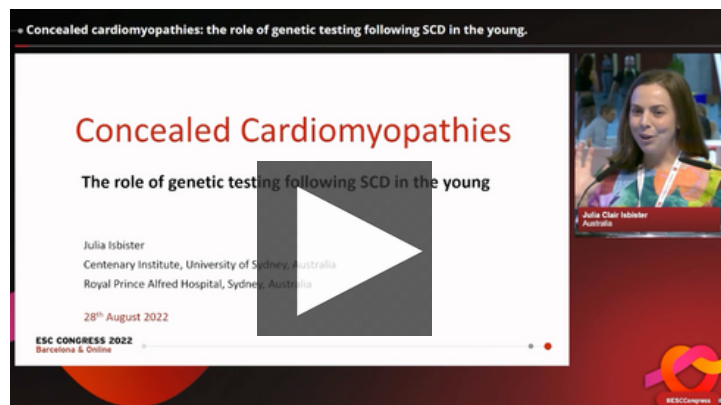 Concealed cardiomyopathies: the role of genetic testing following SCD in the young.
Concealed Cardiomyopathies
The role of genetic testing following SCD in the young
Julia Isbister
Centenary Institute, University of Sydney, Australia
Royal Prince Alfred Hospital, Sydney, Australia
28th August 2022
ESC CONGRESS 2022
Barcelona & Online
Julia Clair Isbister
Australia
#ESCCongress